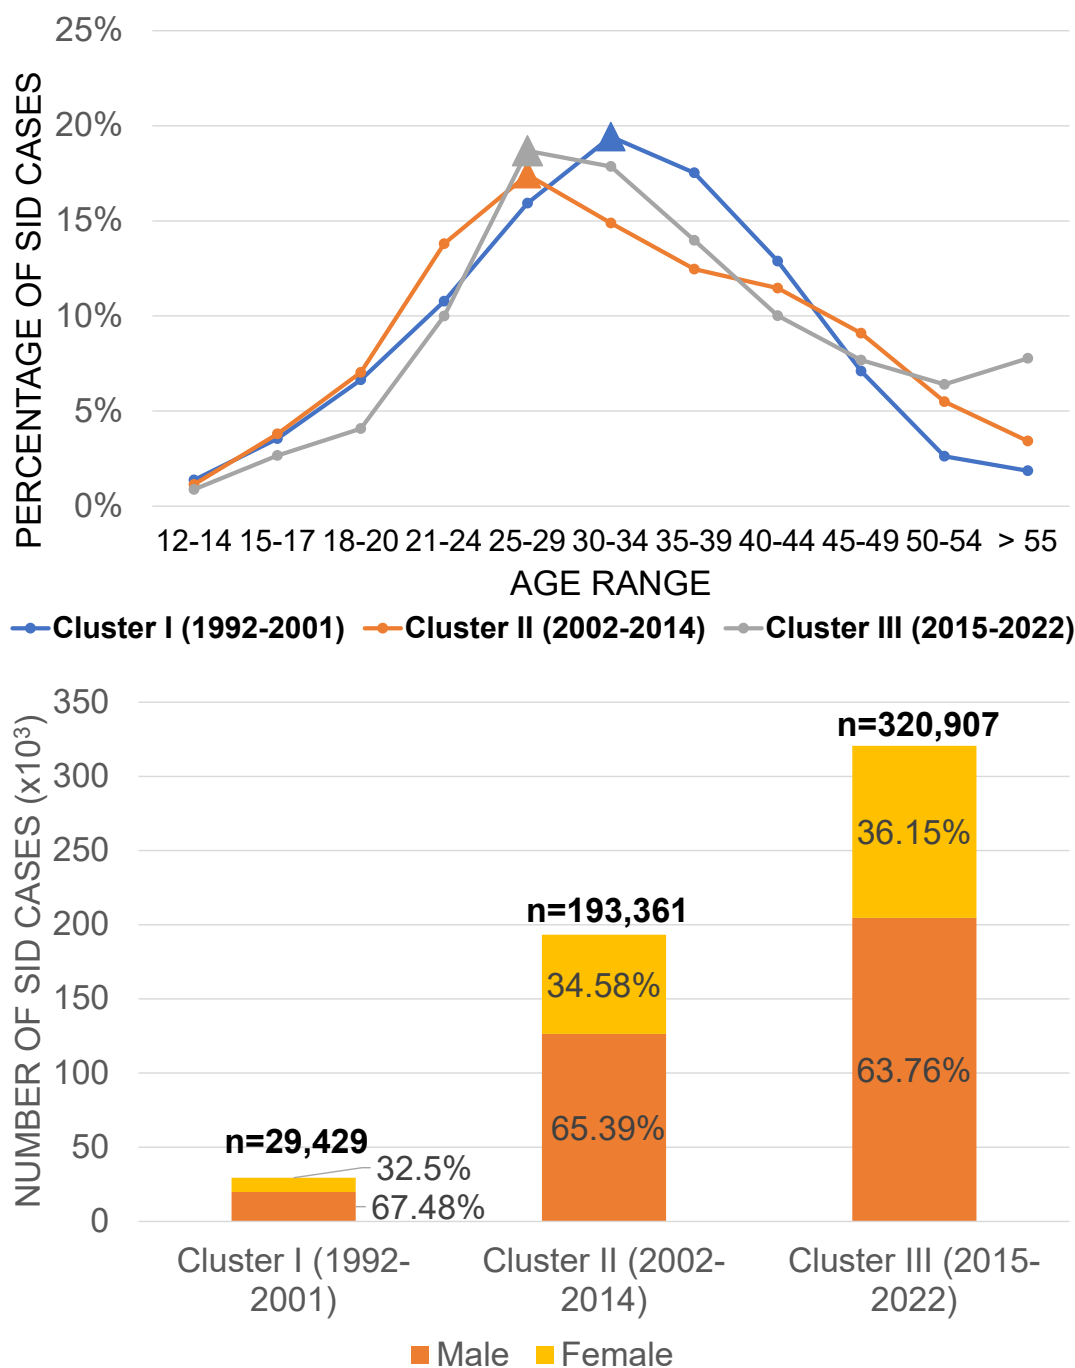 25%
20%
15%
10%
5%
0%
PERCENTAGE OF SID CASES
12-14 15-17 18-20 21-24 25-29 30-34 35-39 40-44 45-49 50-54 > 55
AGE RANGE
Cluster I (1992-2001) Cluster II (2002-2014) Cluster III (2015-2022)
350
300
250
200
150
100
50
0
NUMBER OF SID CASES (x10³)
n=29,429
32.5%
67.48%
n=193,361
34.58%
65.39%
n=320,907
36.15%
63.76%
Cluster I (1992-
2001)
Cluster II (2002-
2014)
Cluster III (2015-
2022)
Male Female